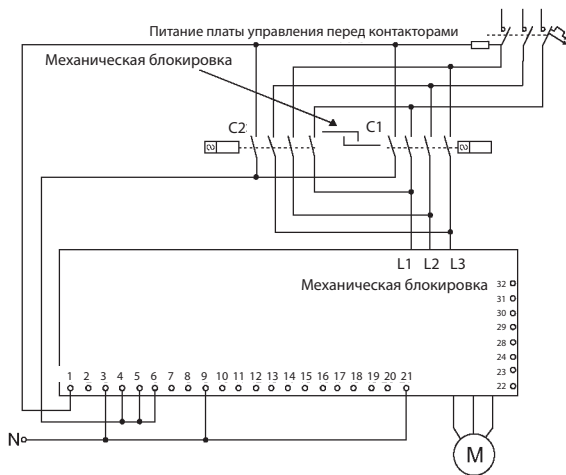 Питание платы управления перед контакторами
Механическая блокировка
C2
C1
L1 L2 L3
Механическая блокировка
32
31
30
29
28
24
23
22
1 2 3 4 5 6 7 8 9 10 11 12 13 14 15 16 17 18 19 20 21
N
M